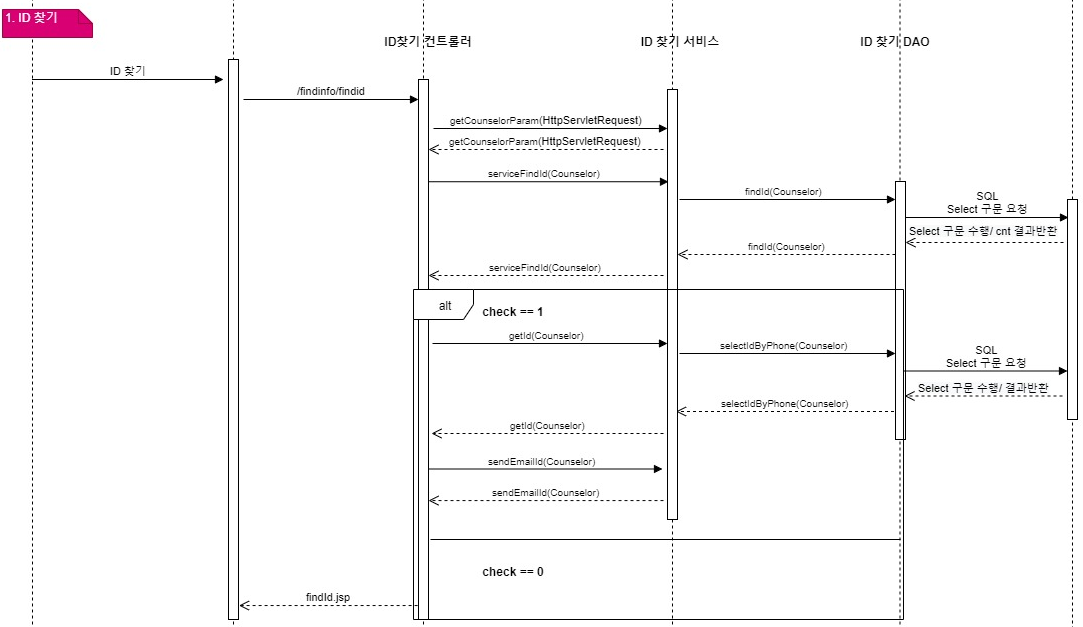 1. ID 찾기
ID찾기 컨트롤러
ID 찾기 서비스
ID 찾기 DAO
ID 찾기
/findinfo/findid
getCounselorParam(HttpServletRequest)
getCounselorParam(HttpServletRequest)
serviceFindId(Counselor)
findId(Counselor)
SQL
Select 구문 요청
Select 구문 수행/ cnt 결과반환
findId(Counselor)
serviceFindId(Counselor)
alt
check == 1
getId(Counselor)
selectIdByPhone(Counselor)
SQL
Select 구문 요청
Select 구문 수행/ 결과반환
selectIdByPhone(Counselor)
getId(Counselor)
sendEmailId(Counselor)
sendEmailId(Counselor)
check == 0
findId.jsp